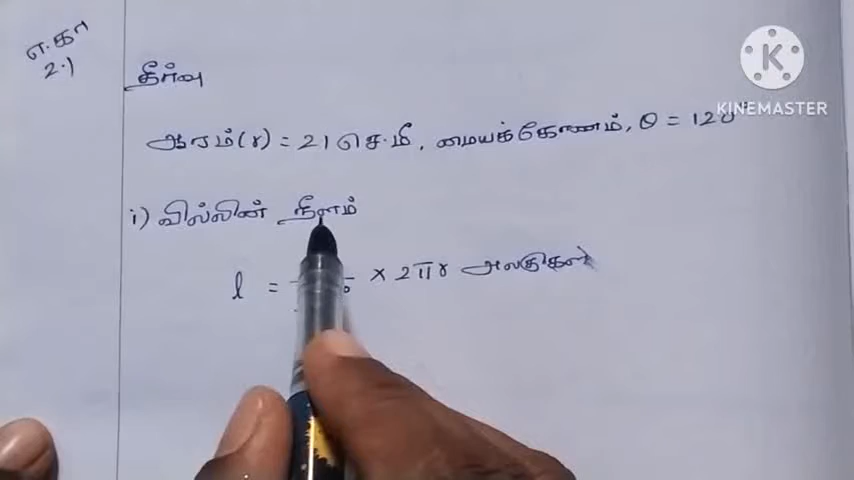 எ.கா
2.1
தீர்வு
ஆரம்(r) = 21 செ.மீ, மையக்கோணம், θ = 120°
i) வில்லின் நீளம்
l = × 2πr அலகுகள்
KINEMASTER